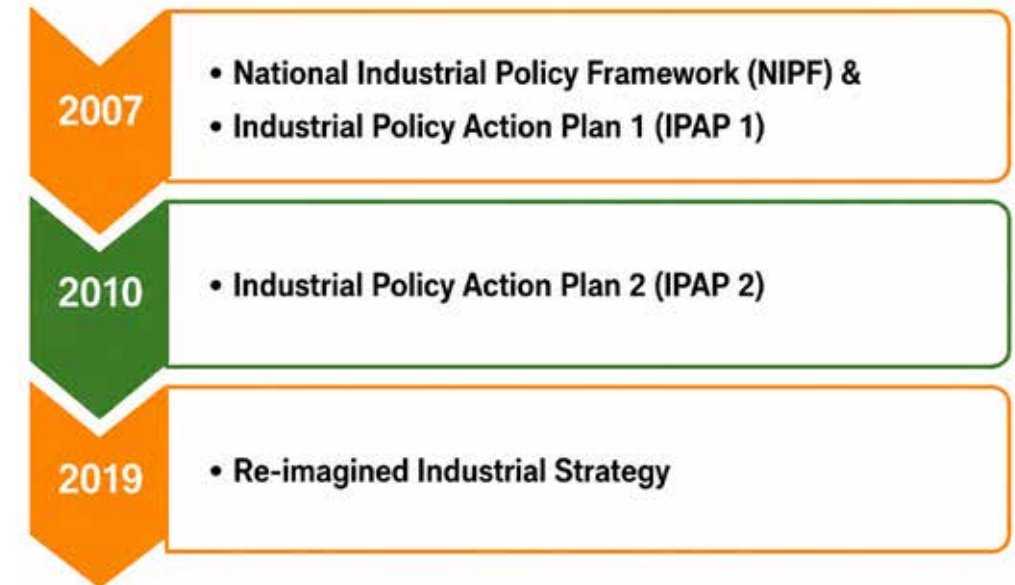 2007
• National Industrial Policy Framework (NIPF) &
• Industrial Policy Action Plan 1 (IPAP 1)
2010
• Industrial Policy Action Plan 2 (IPAP 2)
2019
• Re-imagined Industrial Strategy